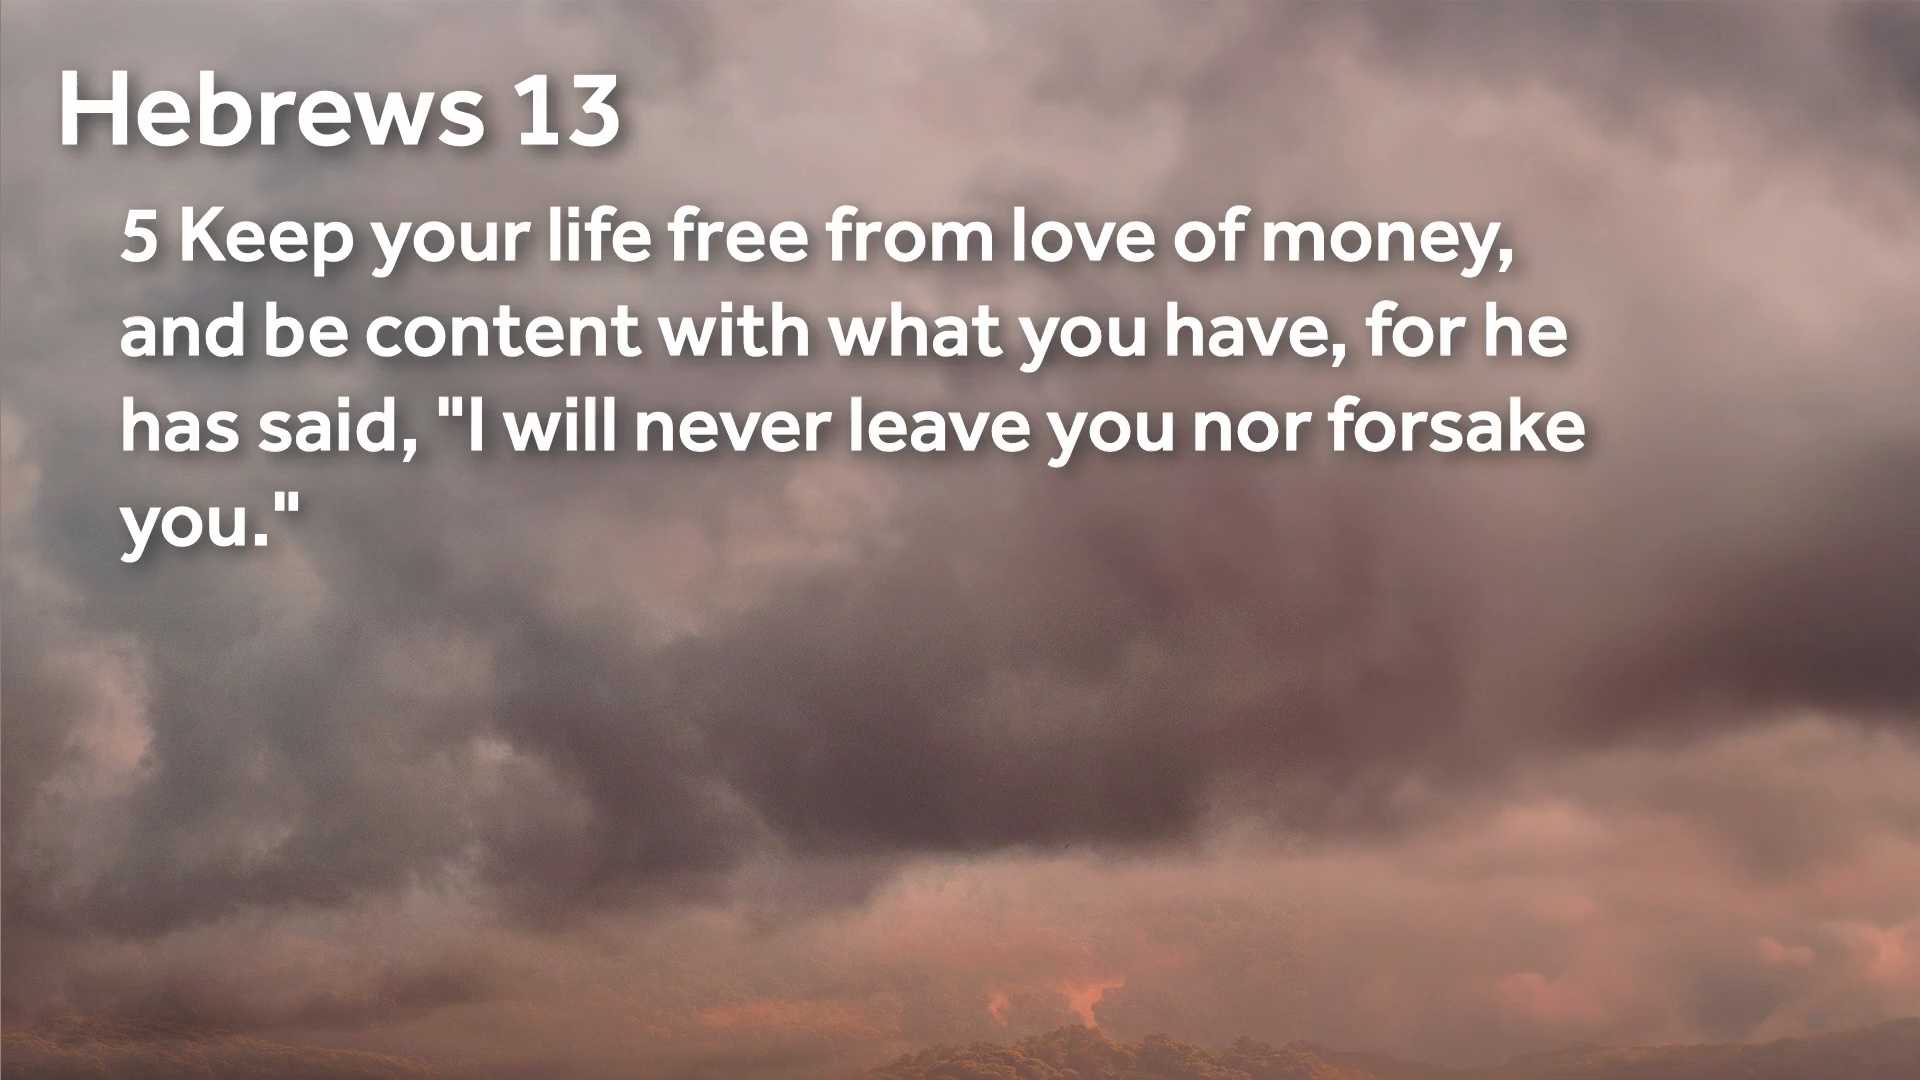 Hebrews 13
5 Keep your life free from love of money,
and be content with what you have, for he
has said, "I will never leave you nor forsake
you."